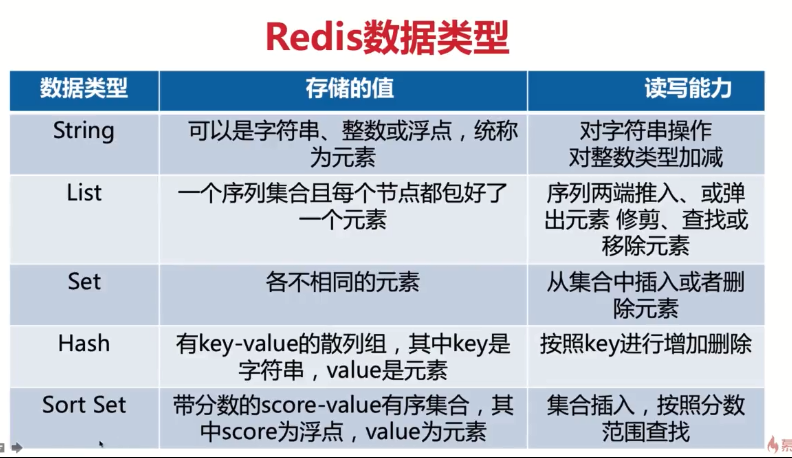 Redis数据类型
数据类型
存储的值
读写能力
String
可以是字符串、整数或浮点，统称
为元素
对字符串操作
对整数类型加减
List
一个序列集合且每个节点都包好了
一个元素
序列两端推入、或弹
出元素 修剪、查找或
移除元素
Set
各不相同的元素
从集合中插入或者删
除元素
Hash
有key-value的散列组，其中key是
字符串，value是元素
按照key进行增加删除
Sort Set
带分数的score-value有序集合，其
中score为浮点，value为元素
集合插入，按照分数
范围查找